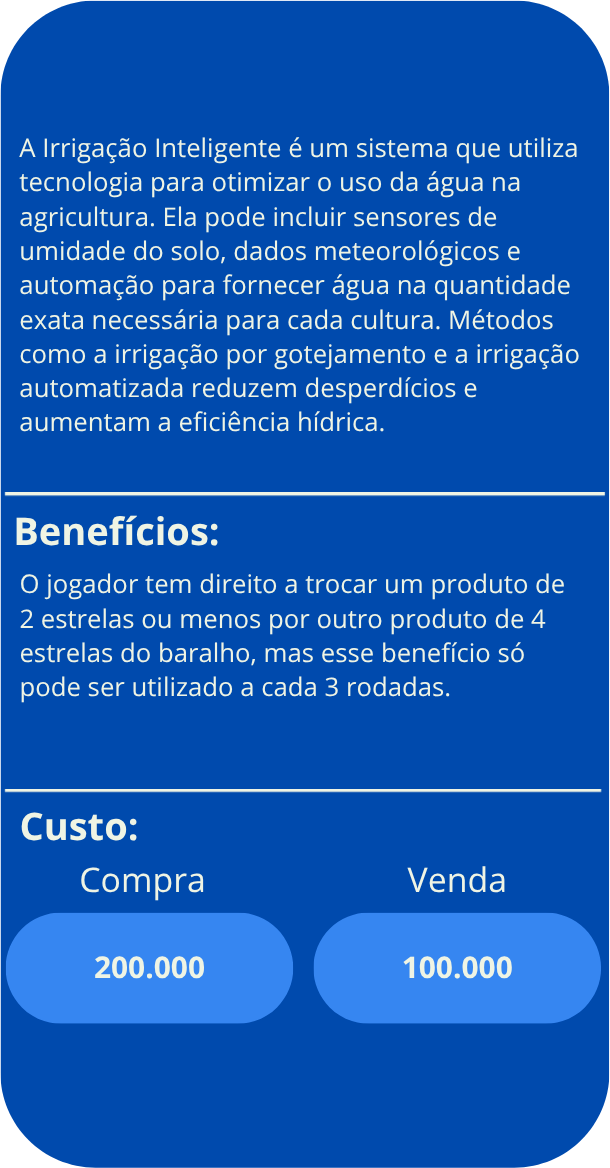 A Irrigação Inteligente é um sistema que utiliza
tecnologia para otimizar o uso da água na
agricultura. Ela pode incluir sensores de
umidade do solo, dados meteorológicos e
automação para fornecer água na quantidade
exata necessária para cada cultura. Métodos
como a irrigação por gotejamento e a irrigação
automatizada reduzem desperdícios e
aumentam a eficiência hídrica.
Benefícios:
O jogador tem direito a trocar um produto de
2 estrelas ou menos por outro produto de 4
estrelas do baralho, mas esse benefício só
pode ser utilizado a cada 3 rodadas.
Custo:
Compra Venda
200.000 100.000